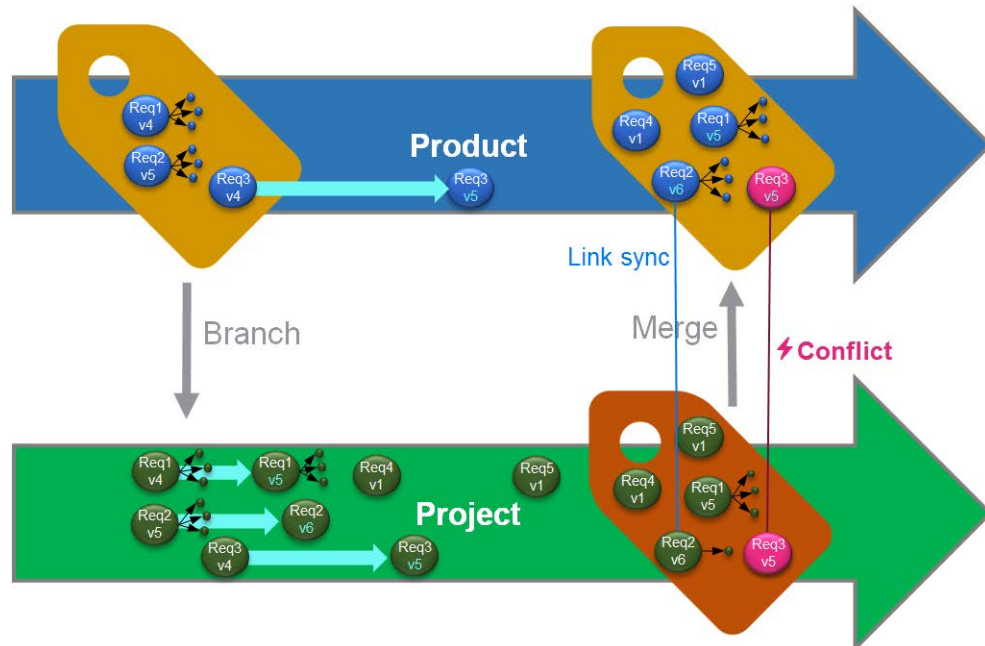 Req5
v1
Req1
v4
Req4
v1
Req1
v5
Product
Req2
v5
Req3
v4
Req3
v5
Req2
v6
Req3
v5
Link sync
Branch
Merge
Conflict
Req5
v1
Req1
v4
Req1
v5
Req4
v1
Req5
v1
Req4
v1
Req1
v5
Req2
v5
Req2
v6
Project
Req3
v4
Req3
v5
Req2
v6
Req3
v5